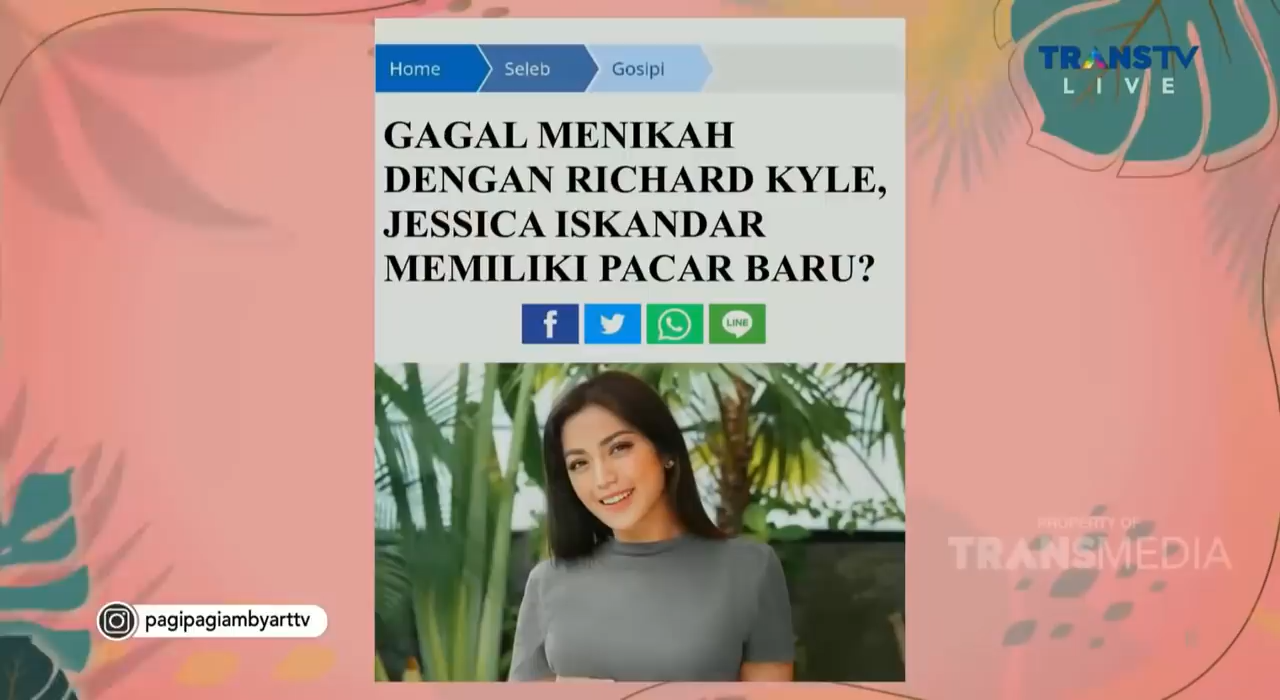 Home
Seleb
Gosipi
TRANSTV
LIVE
GAGAL MENIKAH
DENGAN RICHARD KYLE,
JESSICA ISKANDAR
MEMILIKI PACAR BARU?
f
LINE
PROPERTY OF
TRANSMEDIA
pagipagiambyarttv